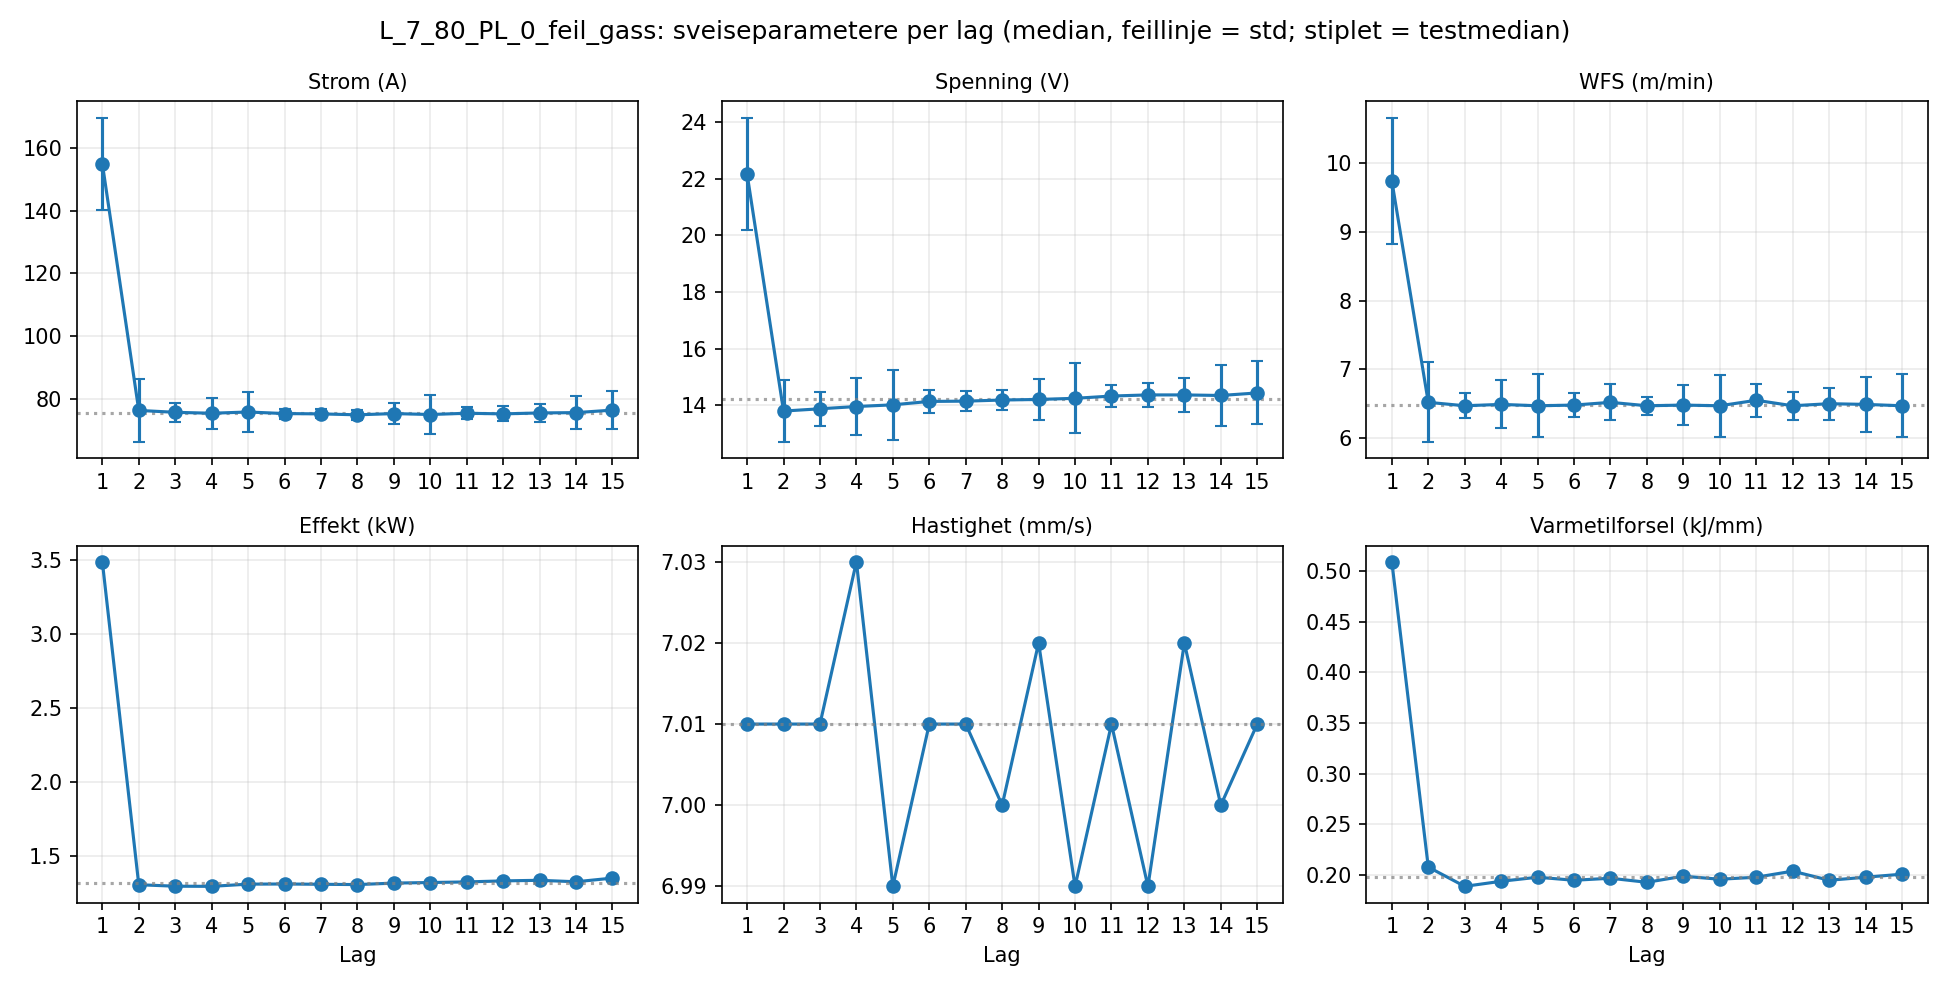 L_7_80_PL_0_feil_gass: sveiseparametere per lag (median, feillinje = std; stiplet = testmedian)
Strom (A)
160
140
120
100
80
1 2 3 4 5 6 7 8 9 10 11 12 13 14 15
Spenning (V)
24
22
20
18
16
14
1 2 3 4 5 6 7 8 9 10 11 12 13 14 15
WFS (m/min)
10
9
8
7
6
1 2 3 4 5 6 7 8 9 10 11 12 13 14 15
Effekt (kW)
3.5
3.0
2.5
2.0
1.5
1 2 3 4 5 6 7 8 9 10 11 12 13 14 15
Lag
Hastighet (mm/s)
7.03
7.02
7.01
7.00
6.99
1 2 3 4 5 6 7 8 9 10 11 12 13 14 15
Lag
Varmetilforsel (kJ/mm)
0.50
0.45
0.40
0.35
0.30
0.25
0.20
1 2 3 4 5 6 7 8 9 10 11 12 13 14 15
Lag